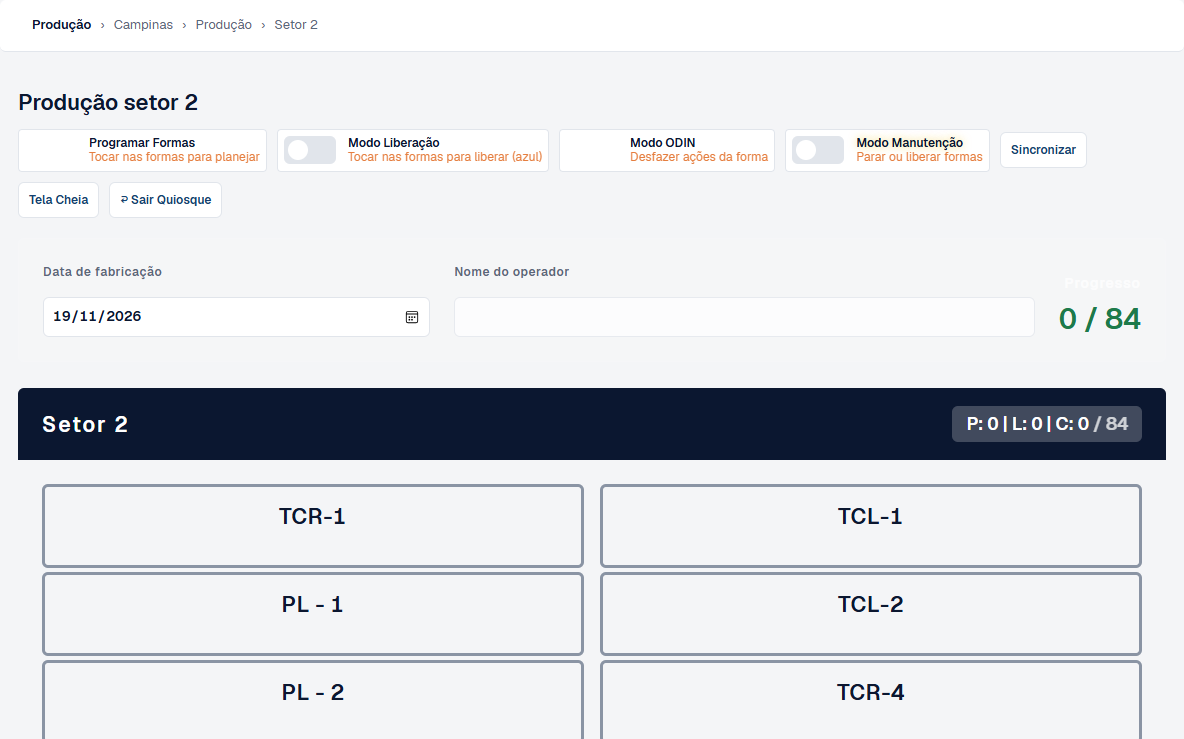 Produção › Campinas › Produção › Setor 2
Produção setor 2
Programar Formas
Tocar nas formas para planejar
Modo Liberação
Tocar nas formas para liberar (azul)
Modo ODIN
Desfazer ações da forma
Modo Manutenção
Parar ou liberar formas
Sincronizar
Tela Cheia
Sair Quiosque
Data de fabricação
Nome do operador
Progresso
19/11/2026
0 / 84
Setor 2
P: 0 | L: 0 | C: 0 / 84
TCR-1
TCL-1
PL - 1
TCL-2
PL - 2
TCR-4